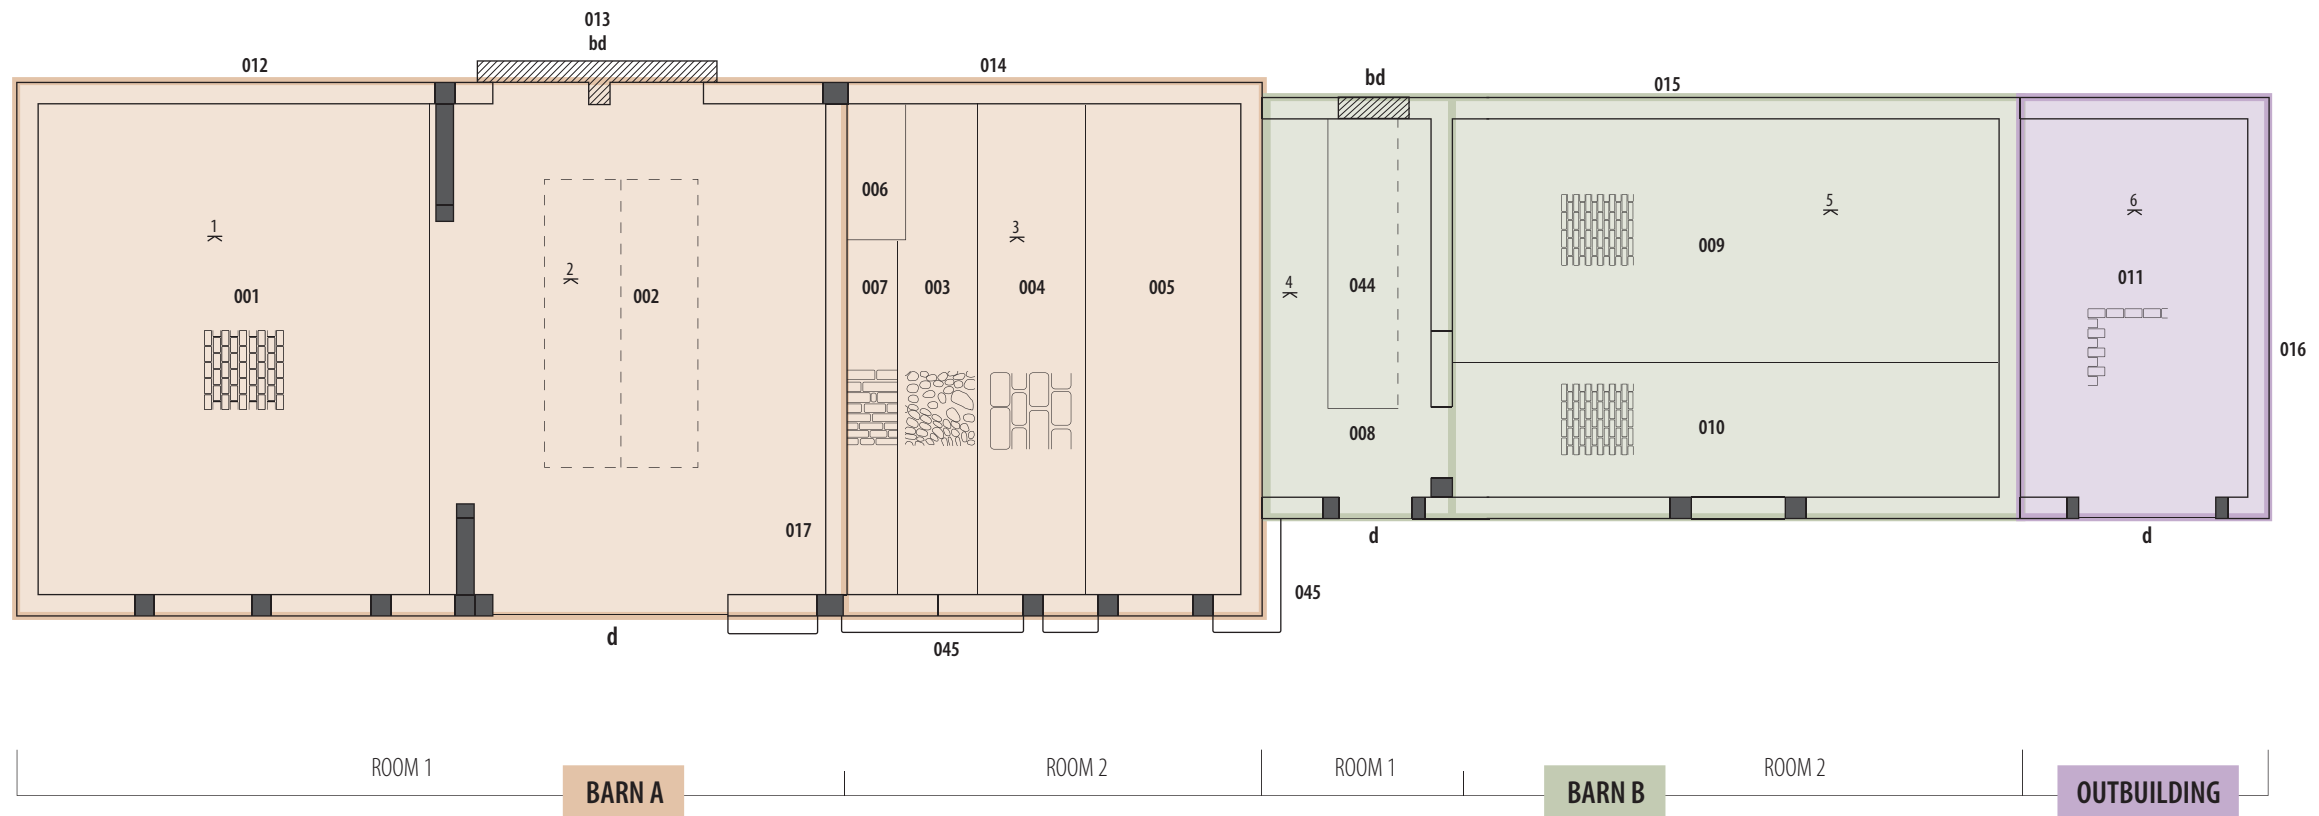 013
bd
012
014
bd
015
006
1
3
5
6
2
009
001
002
007
003
004
005
4
044
011
016
008
010
017
d
d
045
d
045
ROOM 1
ROOM 2
ROOM 1
ROOM 2
BARN A
BARN B
OUTBUILDING